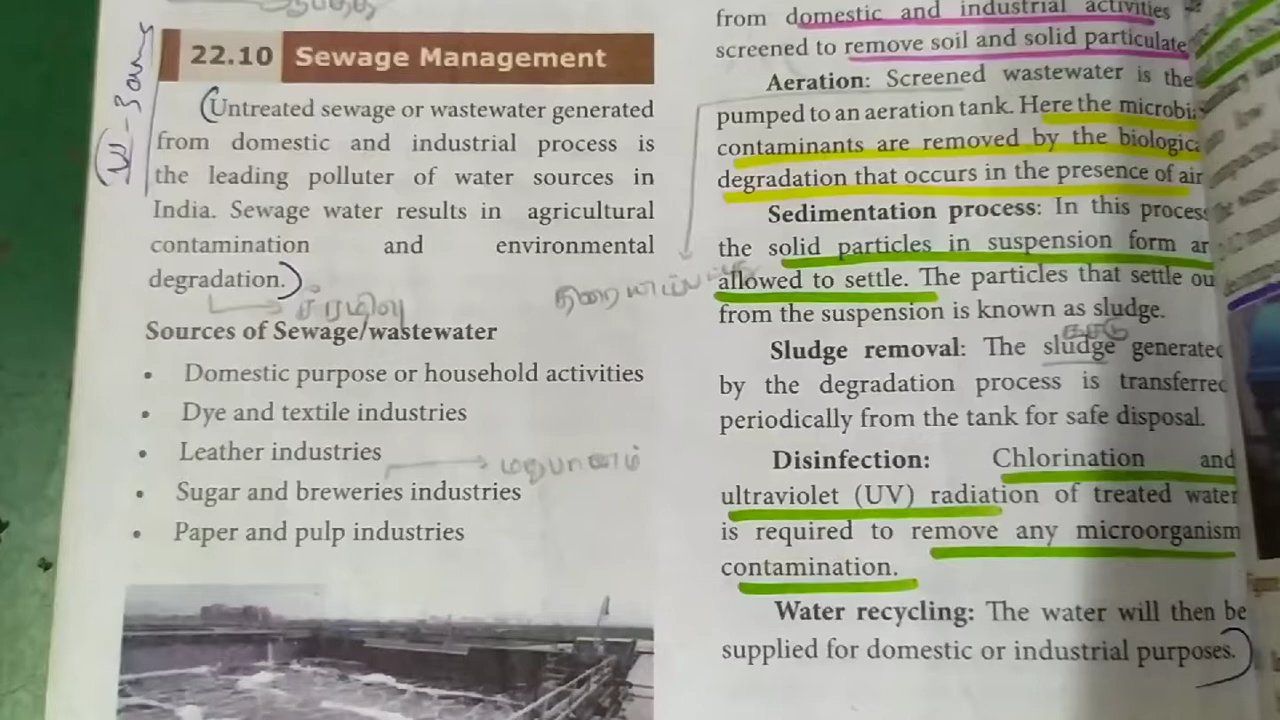 22.10 Sewage Management
Untreated sewage or wastewater generated
from domestic and industrial process is
the leading polluter of water sources in
India. Sewage water results in agricultural
contamination and environmental
degradation.
Sources of Sewage/wastewater
• Domestic purpose or household activities
• Dye and textile industries
• Leather industries
• Sugar and breweries industries
• Paper and pulp industries
from domestic and industrial activities
screened to remove soil and solid particulate
Aeration: Screened wastewater is the
pumped to an aeration tank. Here the
contaminants are removed by the
degradation that occurs in the presence of air
Sedimentation process: In this process
the solid particles in suspension form
allowed to settle. The particles that settle
from the suspension is known as sludge.
Sludge removal: The sludge
by the degradation process is
periodically from the tank for safe disposal.
Disinfection: Chlorination and
ultraviolet (UV) radiation of treated water
is required to remove any microorganism
contamination.
Water recycling: The water will then be
supplied for domestic or industrial purposes.